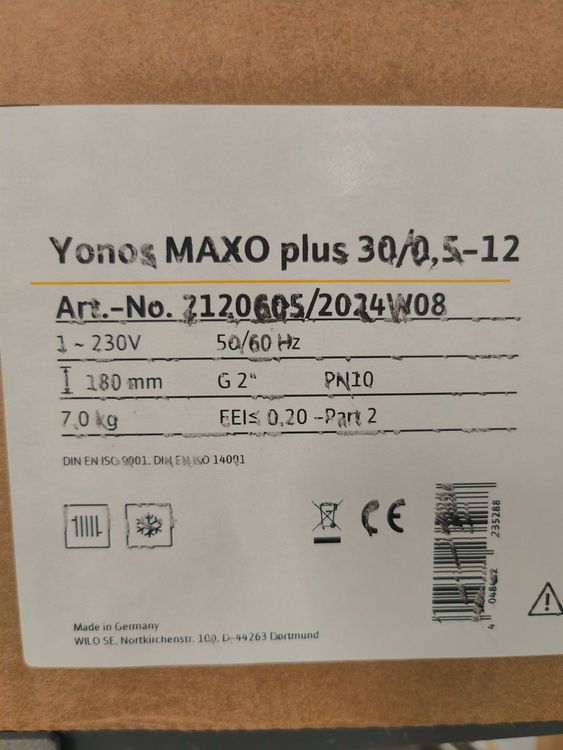 Yonos MAXO plus 30/0,5-12
Art.-No. 2120605/2024W08
1 ~ 230V 50/60 Hz
180 mm G 2" PN10
7,0 kg EEI≤ 0,20 -Part 2
DIN EN ISO 9001, DIN EN ISO 14001
CE
235288
Made in Germany
WILO SE, Nortkirchenstr. 100, D-44263 Dortmund